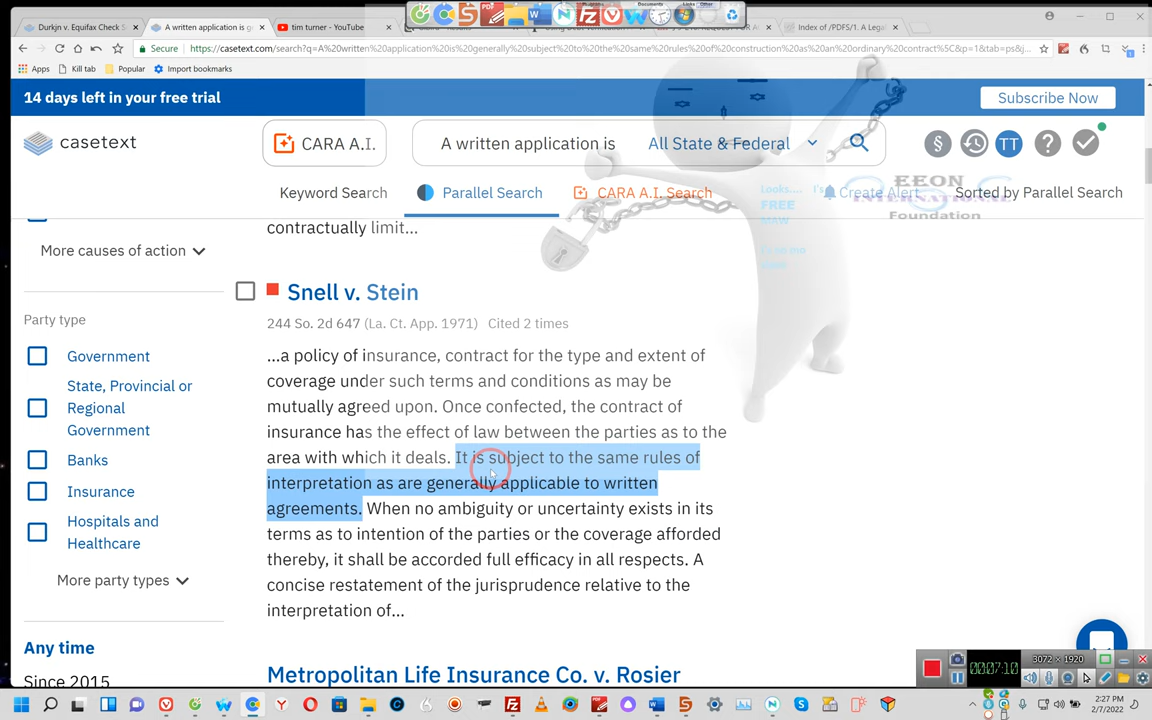 Durkjn v. Equifax Check S
A written application is g
tim turner - YouTube
Index of /PDFS/1. A Legal
Secure
https://casetext.com/search?q=A%20written%20application%20is%20generally%20subject%20to%20the%20same%20rules%20of%20construction%20as%20an%20ordinary%20contract%5C&p=1&tab=ps&j
Apps
Kill tab
Popular
Import bookmarks
14 days left in your free trial
Subscribe Now
casetext
CARA A.I.
A written application is
All State & Federal
§
TT
?
Keyword Search
Parallel Search
CARA A.I. Search
Create Alert
Sorted by Parallel Search
Looks....
FREE
EEON
INTERNATIONAL
Foundation
More causes of action
contractually limit...
Snell v. Stein
244 So. 2d 647 (La. Ct. App. 1971) Cited 2 times
Party type
Government
State, Provincial or
Regional
Government
Banks
Insurance
Hospitals and
Healthcare
More party types
Any time
Since 2015
...a policy of insurance, contract for the type and extent of
coverage under such terms and conditions as may be
mutually agreed upon. Once confected, the contract of
insurance has the effect of law between the parties as to the
area with which it deals. It is subject to the same rules of
interpretation as are generally applicable to written
agreements. When no ambiguity or uncertainty exists in its
terms as to intention of the parties or the coverage afforded
thereby, it shall be accorded full efficacy in all respects. A
concise restatement of the jurisprudence relative to the
interpretation of...
Metropolitan Life Insurance Co. v. Rosier
000710
3072 x 1920
2:27 PM
2/7/2022